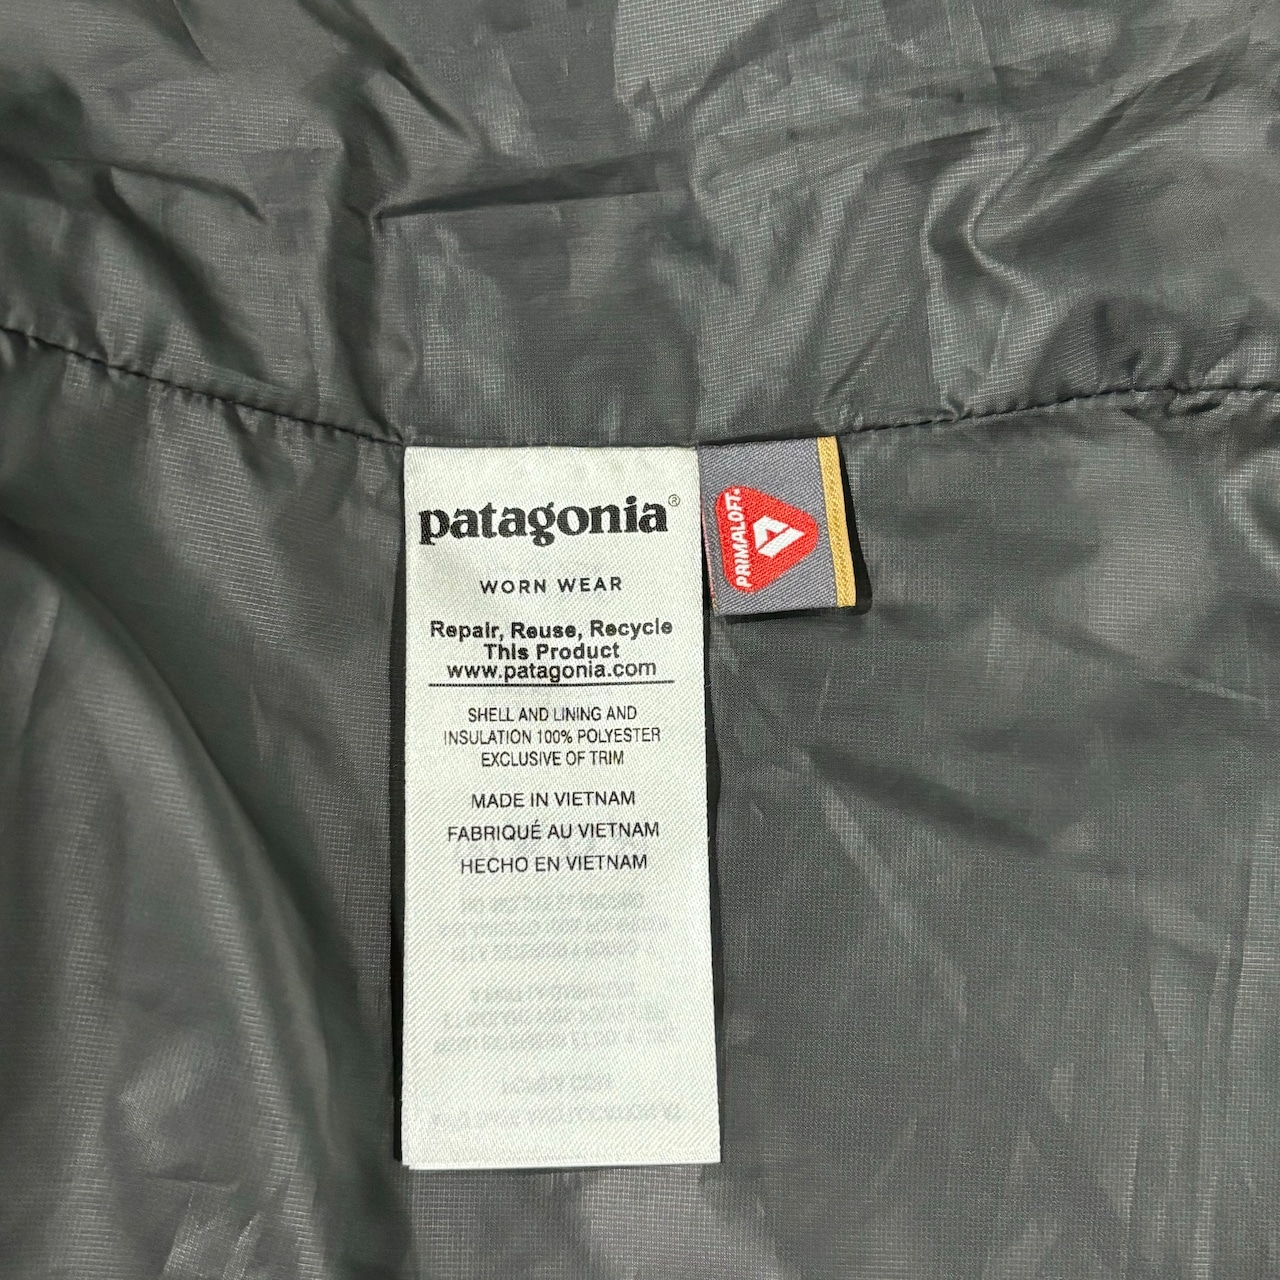 patagonia®
WORN WEAR
Repair, Reuse, Recycle
This Product
www.patagonia.com
SHELL AND LINING AND
INSULATION 100% POLYESTER
EXCLUSIVE OF TRIM
MADE IN VIETNAM
FABRIQUÉ AU VIETNAM
HECHO EN VIETNAM
PRIMALOFT